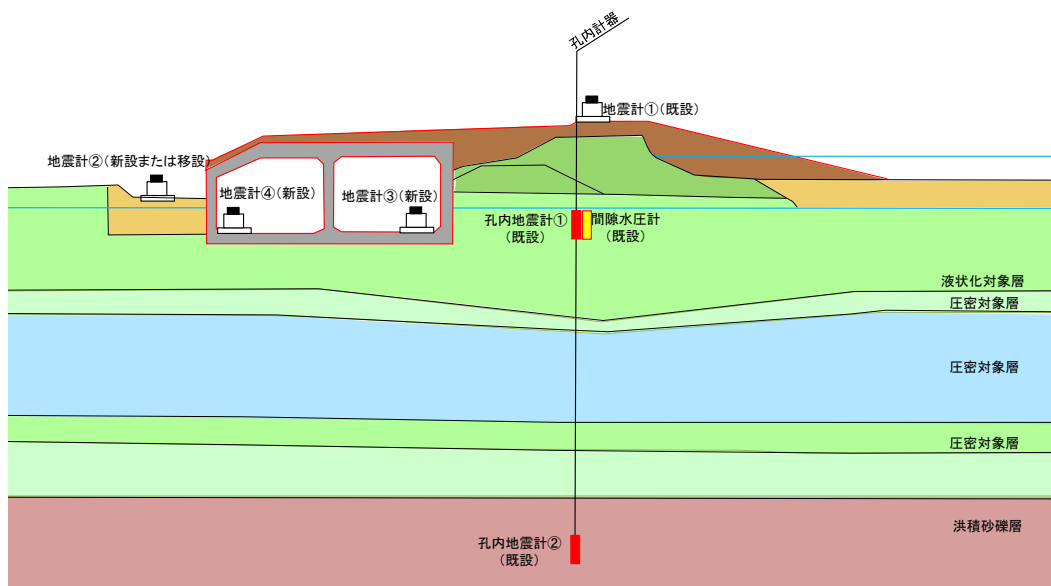 孔内計器
地震計①(既設)
地震計②(新設または移設)
地震計④(新設)
地震計③(新設)
孔内地震計①
(既設)
間隙水圧計
(既設)
液状化対象層
圧密対象層
圧密対象層
圧密対象層
洪積砂礫層
孔内地震計②
(既設)